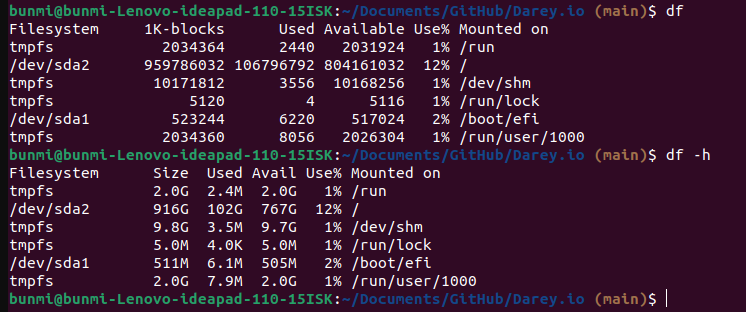 bunmi@bunmi-Lenovo-ideapad-110-15ISK:~/Documents/GitHub/Darey.io (main)$ df
Filesystem     1K-blocks      Used Available Use% Mounted on
tmpfs            2034364      2440   2031924   1% /run
/dev/sda2      959786032 106796792 804161032  12% /
tmpfs           10171812      3556  10168256   1% /dev/shm
tmpfs               5120         4      5116   1% /run/lock
/dev/sda1         523244      6220    517024   2% /boot/efi
tmpfs            2034360      8056   2026304   1% /run/user/1000
bunmi@bunmi-Lenovo-ideapad-110-15ISK:~/Documents/GitHub/Darey.io (main)$ df -h
Filesystem      Size  Used Avail Use% Mounted on
tmpfs           2.0G  2.4M  2.0G   1% /run
/dev/sda2       916G  102G  767G  12% /
tmpfs           9.8G  3.5M  9.7G   1% /dev/shm
tmpfs           5.0M  4.0K  5.0M   1% /run/lock
/dev/sda1       511M  6.1M  505M   2% /boot/efi
tmpfs           2.0G  7.9M  2.0G   1% /run/user/1000
bunmi@bunmi-Lenovo-ideapad-110-15ISK:~/Documents/GitHub/Darey.io (main)$